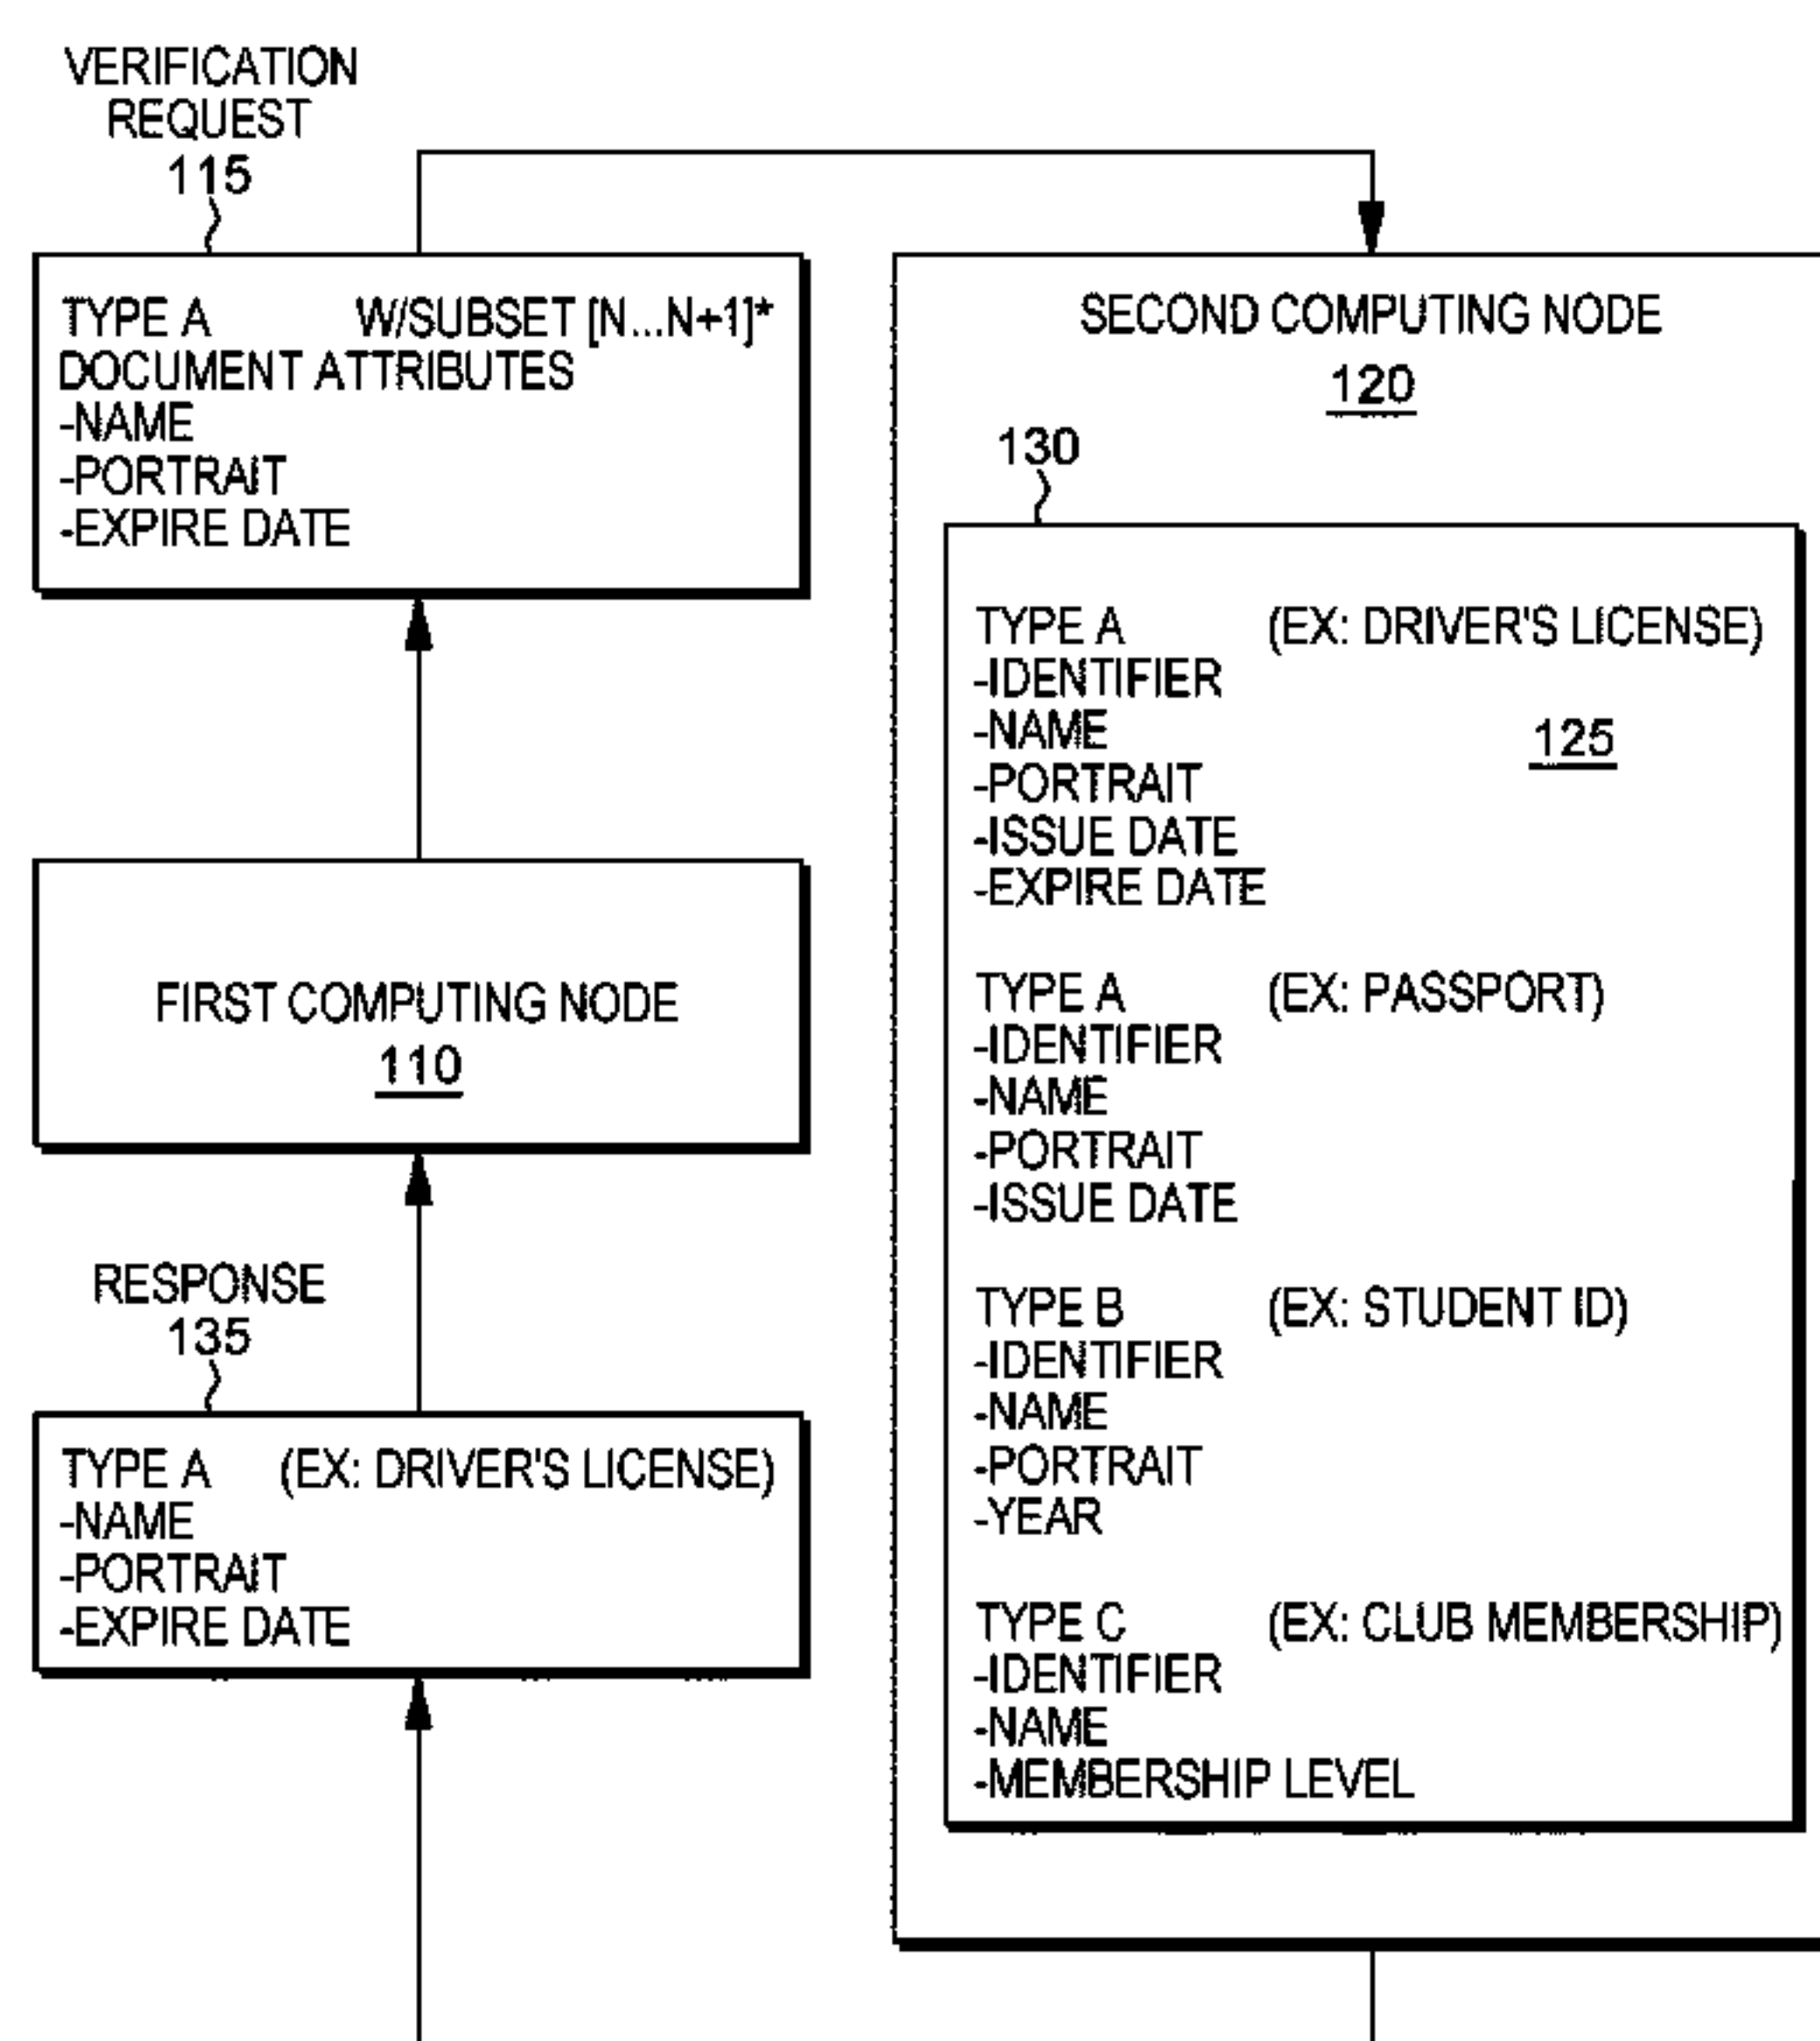 VERIFICATION
REQUEST
115
TYPE A W/SUBSET [N...N+1]*
DOCUMENT ATTRIBUTES
-NAME
-PORTRAIT
-EXPIRE DATE
FIRST COMPUTING NODE
110
RESPONSE
135
TYPE A (EX: DRIVER'S LICENSE)
-NAME
-PORTRAIT
-EXPIRE DATE
SECOND COMPUTING NODE
120
130
TYPE A (EX: DRIVER'S LICENSE)
-IDENTIFIER
-NAME
125
-PORTRAIT
-ISSUE DATE
-EXPIRE DATE
TYPE A (EX: PASSPORT)
-IDENTIFIER
-NAME
-PORTRAIT
-ISSUE DATE
TYPE B (EX: STUDENT ID)
-IDENTIFIER
-NAME
-PORTRAIT
-YEAR
TYPE C (EX: CLUB MEMBERSHIP)
-IDENTIFIER
-NAME
-MEMBERSHIP LEVEL